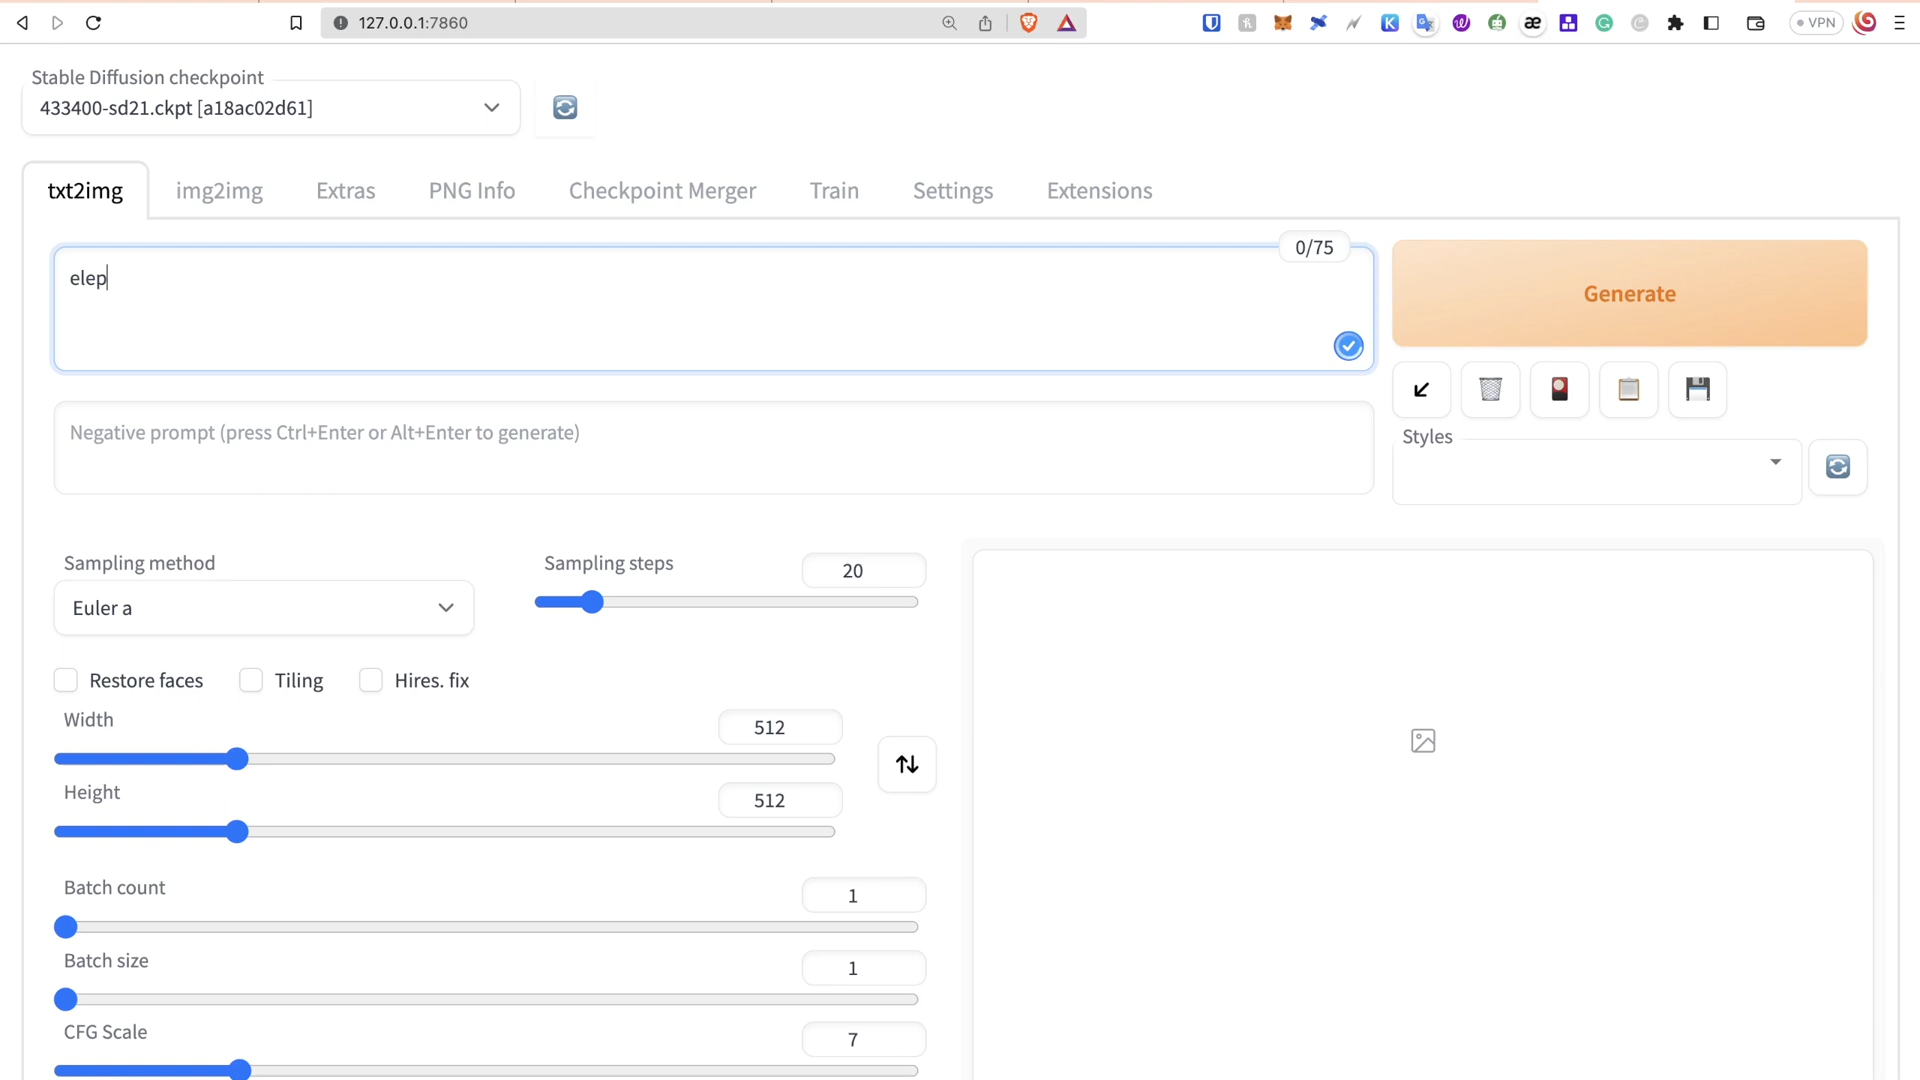 127.0.0.1:7860
VPN
Stable Diffusion checkpoint
433400-sd21.ckpt [a18ac02d61]
txt2img
img2img
Extras
PNG Info
Checkpoint Merger
Train
Settings
Extensions
0/75
elep
Generate
Negative prompt (press Ctrl+Enter or Alt+Enter to generate)
Styles
Sampling method
Euler a
Sampling steps
20
Restore faces
Tiling
Hires. fix
Width
512
Height
512
Batch count
1
Batch size
1
CFG Scale
7